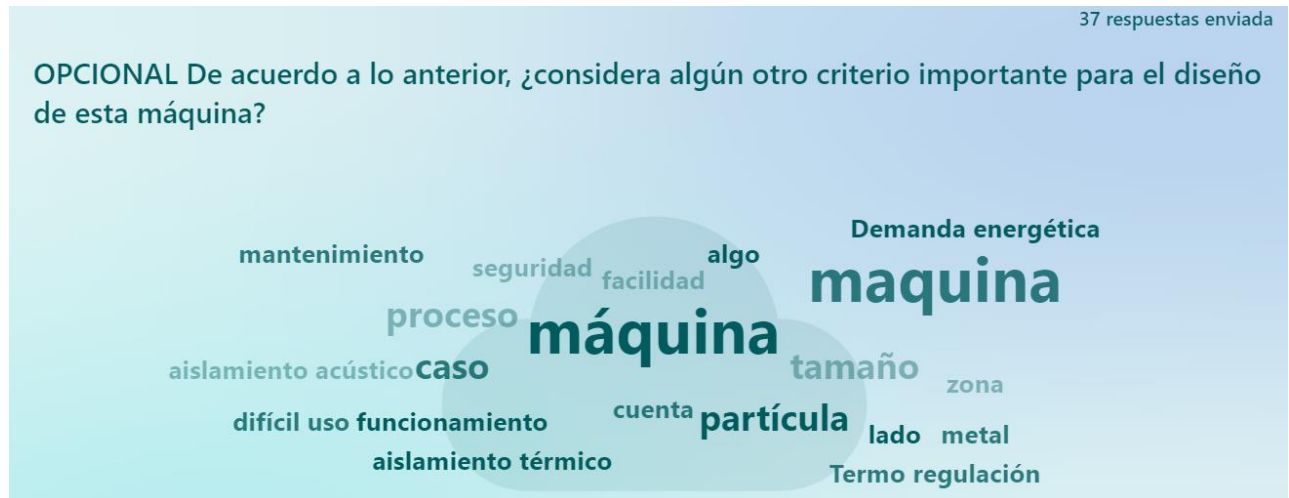 37 respuestas enviada
OPCIONAL De acuerdo a lo anterior, ¿considera algún otro criterio importante para el diseño
de esta máquina?
Demanda energética
mantenimiento
algo
seguridad
facilidad
maquina
proceso
máquina
aislamiento acústico
caso
tamaño
zona
cuenta
partícula
difícil uso
funcionamiento
lado
metal
aislamiento térmico
Termo regulación